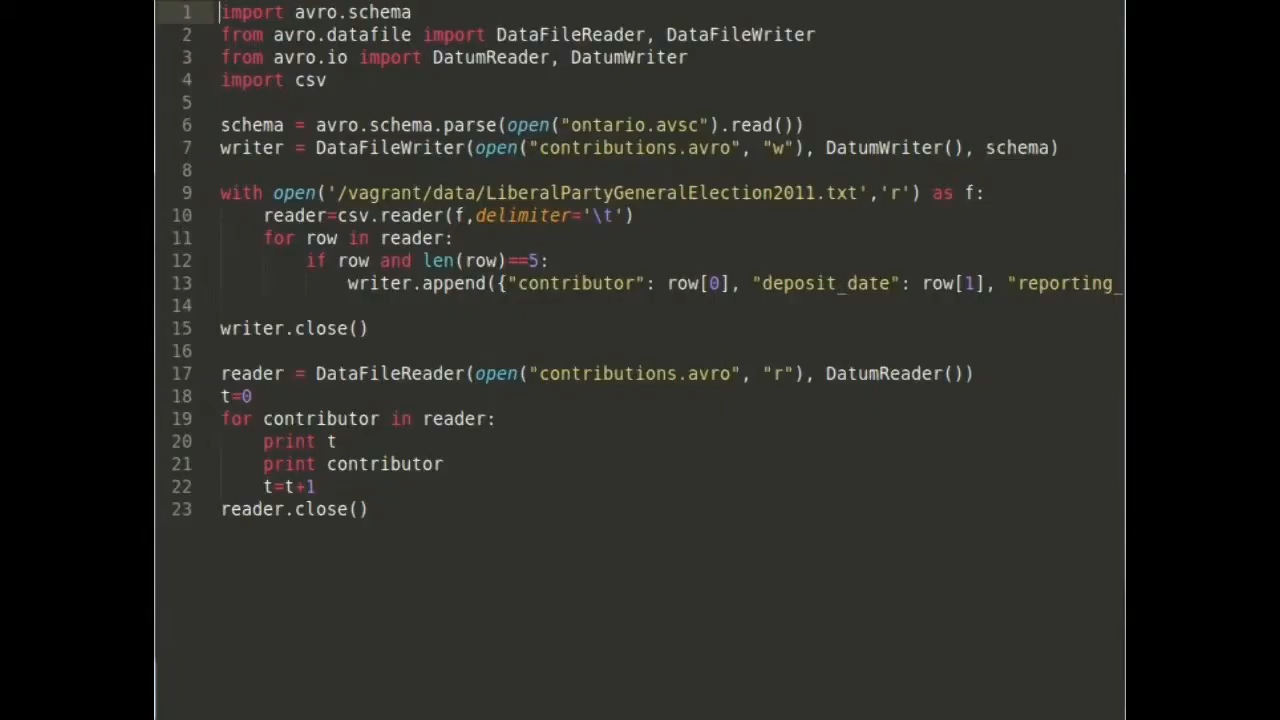 1 import avro.schema
2 from avro.datafile import DataFileReader, DataFileWriter
3 from avro.io import DatumReader, DatumWriter
4 import csv
5
6 schema = avro.schema.parse(open("ontario.avsc").read())
7 writer = DataFileWriter(open("contributions.avro", "w"), DatumWriter(), schema)
8
9 with open('/vagrant/data/LiberalPartyGeneralElection2011.txt','r') as f:
10     reader=csv.reader(f,delimiter='\t')
11     for row in reader:
12         if row and len(row)==5:
13             writer.append({"contributor": row[0], "deposit_date": row[1], "reporting_
14
15 writer.close()
16
17 reader = DataFileReader(open("contributions.avro", "r"), DatumReader())
18 t=0
19 for contributor in reader:
20     print t
21     print contributor
22     t=t+1
23 reader.close()